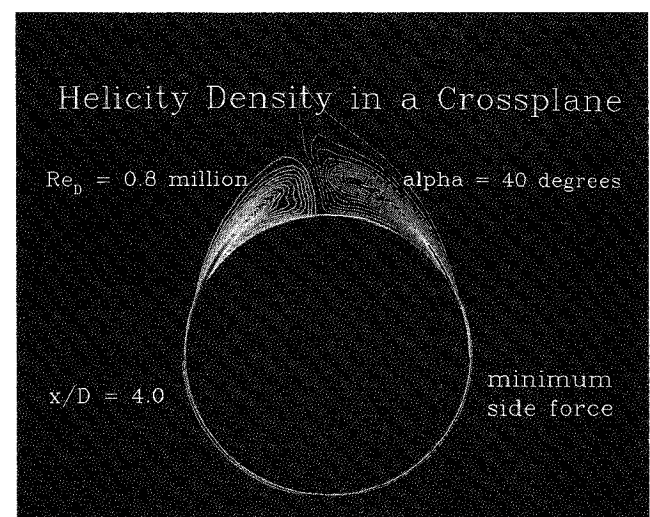 Helicity Density in a Crossplane
Re_D = 0.8 million
alpha = 40 degrees
x/D = 4.0
minimum
side force